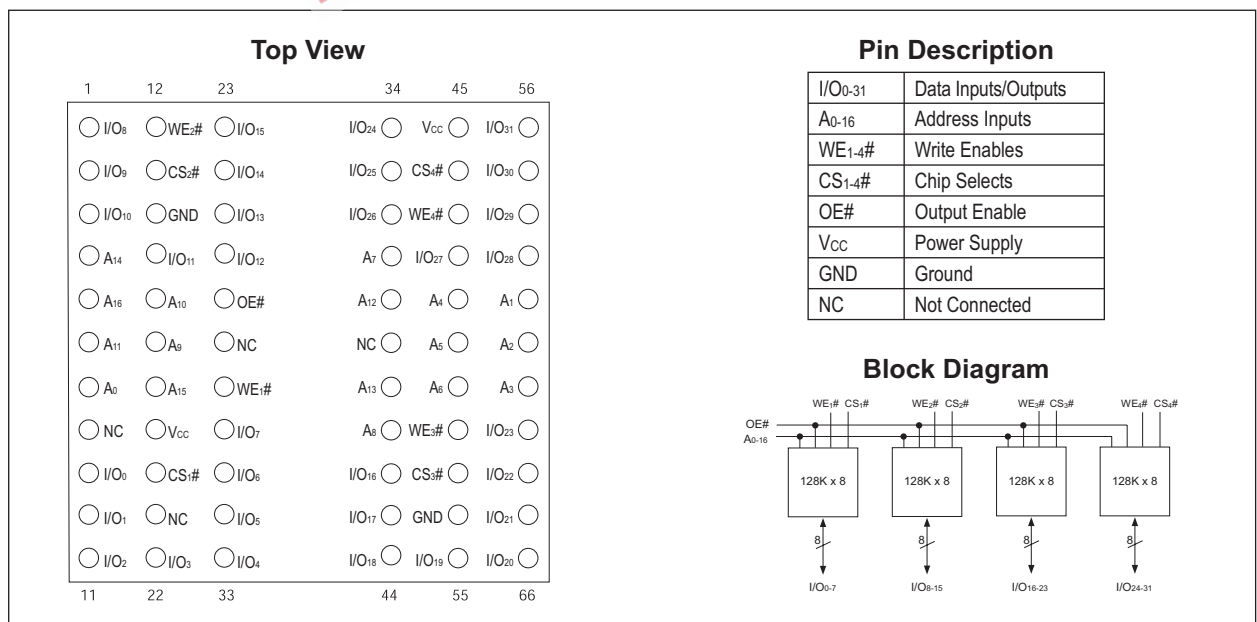 Top View
1 12 23 34 45 56
I/O8 WE2# I/O15 I/O24 VCC I/O31
I/O9 CS2# I/O14 I/O25 CS4# I/O30
I/O10 GND I/O13 I/O26 WE4# I/O29
A14 I/O11 I/O12 A7 I/O27 I/O28
A16 A10 OE# A12 A4 A1
A11 A9 NC NC A5 A2
A0 A15 WE1# A13 A6 A3
NC VCC I/O7 A8 WE3# I/O23
I/O0 CS1# I/O6 I/O16 CS3# I/O22
I/O1 NC I/O5 I/O17 GND I/O21
I/O2 I/O3 I/O4 I/O18 I/O19 I/O20
11 22 33 44 55 66
Pin Description
I/O0-31 Data Inputs/Outputs
A0-16 Address Inputs
WE1-4# Write Enables
CS1-4# Chip Selects
OE# Output Enable
VCC Power Supply
GND Ground
NC Not Connected
Block Diagram
WE1# CS1# WE2# CS2# WE3# CS3# WE4# CS4#
OE#
A0-16
128K x 8 128K x 8 128K x 8 128K x 8
8 8 8 8
I/O0-7 I/O8-15 I/O16-23 I/O24-31